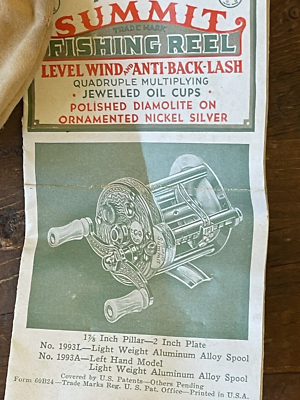 SUMMIT
TRADE MARK
FISHING REEL
LEVEL WIND AND ANTI-BACK-LASH
QUADRUPLE MULTIPLYING
• JEWELLED OIL CUPS •
POLISHED DIAMOLITE ON
ORNAMENTED NICKEL SILVER
1⅞ Inch Pillar—2 Inch Plate
No. 1993L—Light Weight Aluminum Alloy Spool
No. 1993A—Left Hand Model
Light Weight Aluminum Alloy Spool
Covered by U.S. Patents—Others Pending
Form 60B24—Trade Marks Reg. U. S. Pat. Office—Printed in U.S.A.